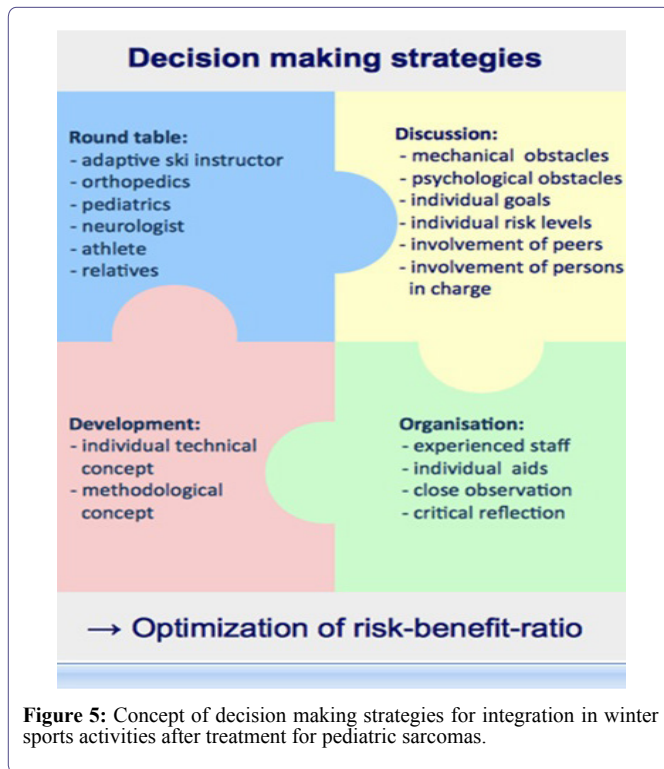 Decision making strategies
Round table:
- adaptive ski instructor
- orthopedics
- pediatrics
- neurologist
- athlete
- relatives
Discussion:
- mechanical obstacles
- psychological obstacles
- individual goals
- individual risk levels
- involvement of peers
- involvement of persons
in charge
Development:
- individual technical
concept
- methodological
concept
Organisation:
- experienced staff
- individual aids
- close observation
- critical reflection
→ Optimization of risk-benefit-ratio
Figure 5: Concept of decision making strategies for integration in winter
sports activities after treatment for pediatric sarcomas.